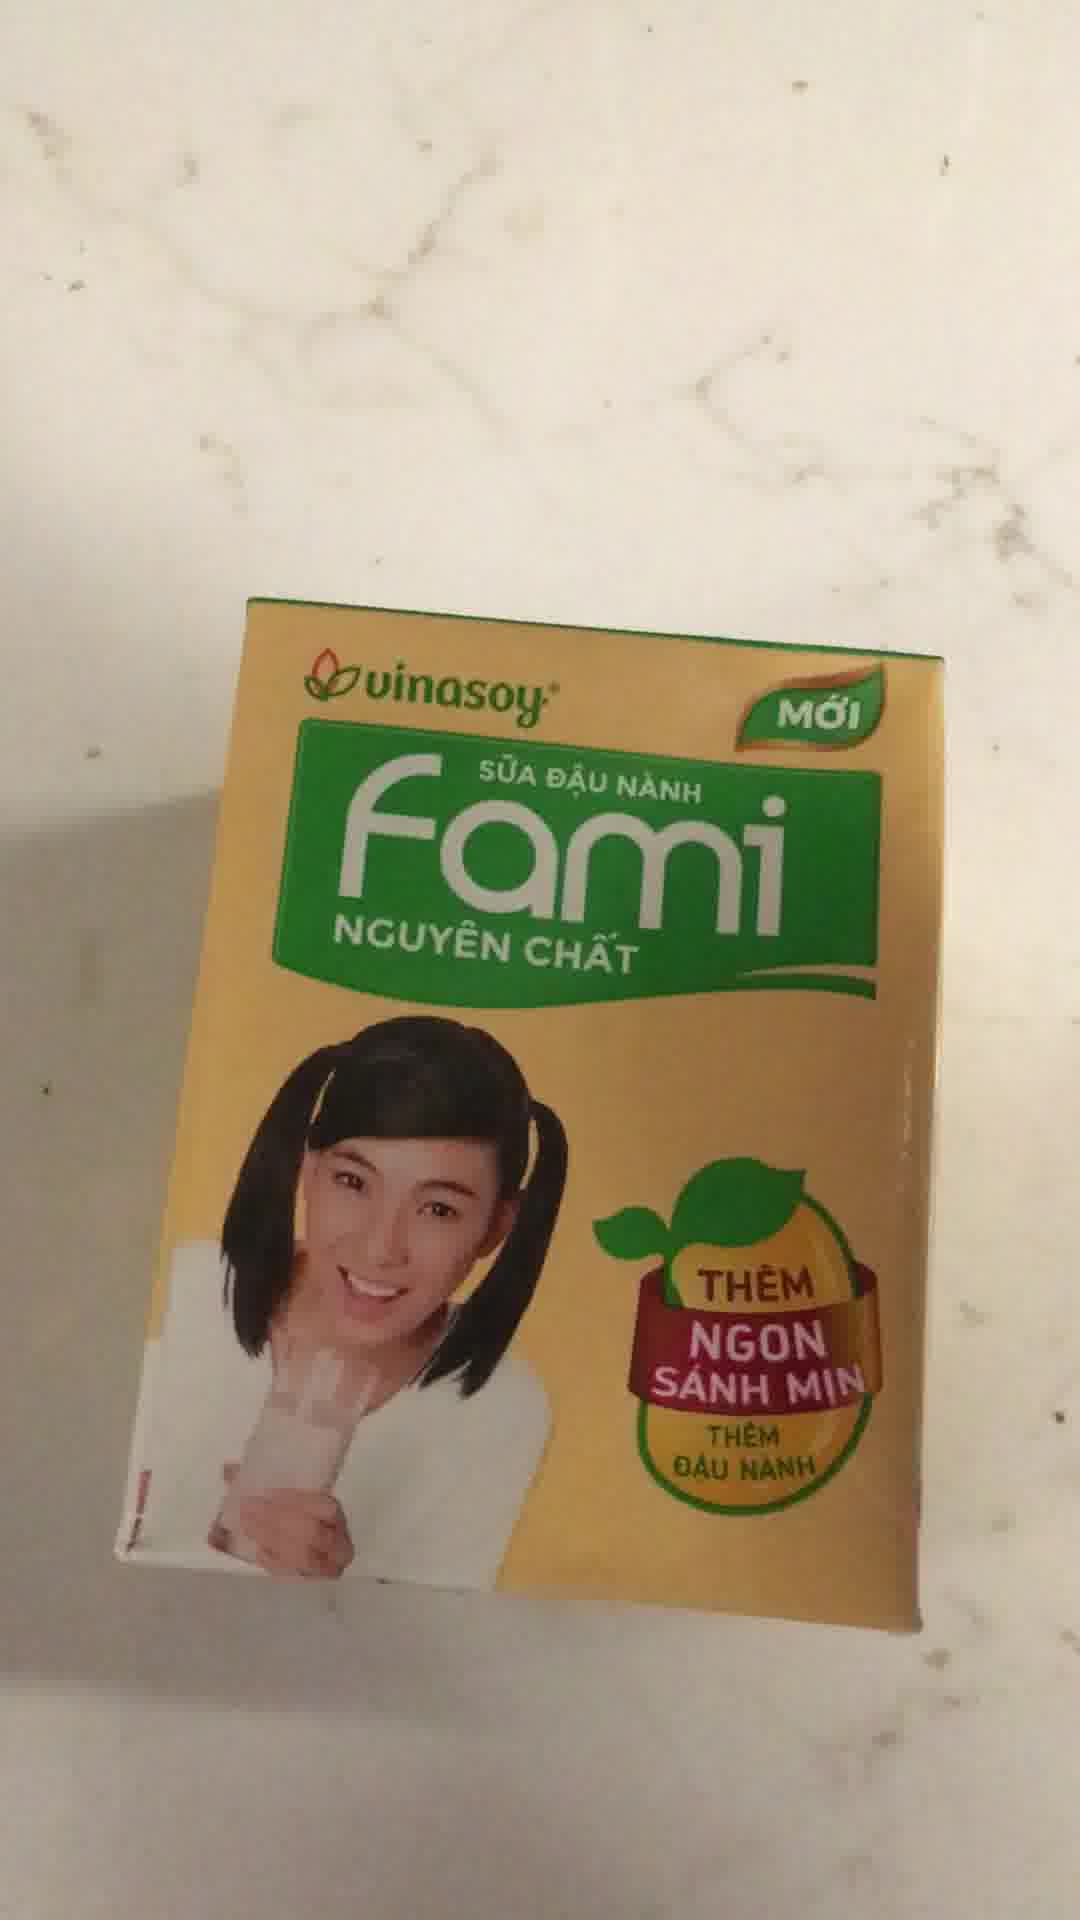 vinasoy
MỚI
SỮA ĐẬU NÀNH
Fami
NGUYÊN CHẤT
THÊM
NGON
SÁNH MỊN
THÊM
ĐẬU NÀNH